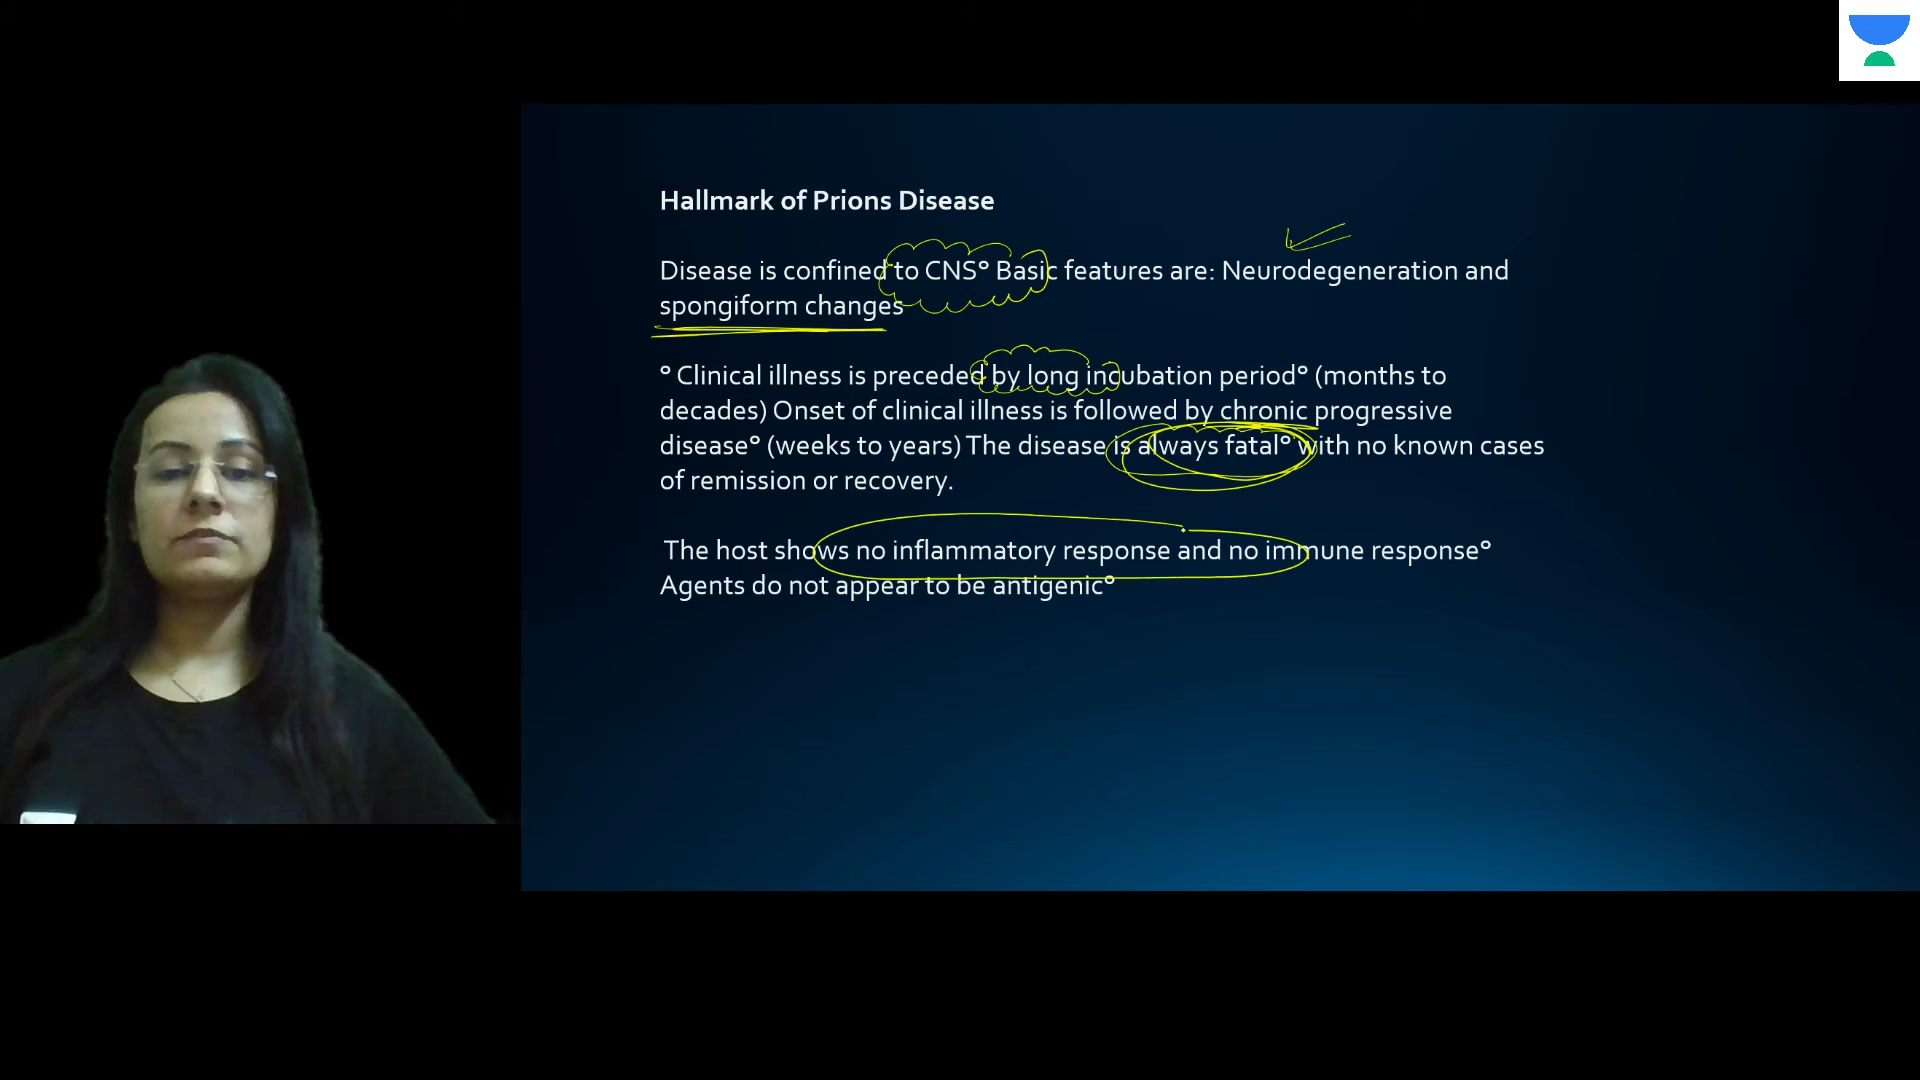 Hallmark of Prions Disease
Disease is confined to CNS° Basic features are: Neurodegeneration and
spongiform changes
° Clinical illness is preceded by long incubation period° (months to
decades) Onset of clinical illness is followed by chronic progressive
disease° (weeks to years) The disease is always fatal° with no known cases
of remission or recovery.
The host shows no inflammatory response and no immune response°
Agents do not appear to be antigenic°